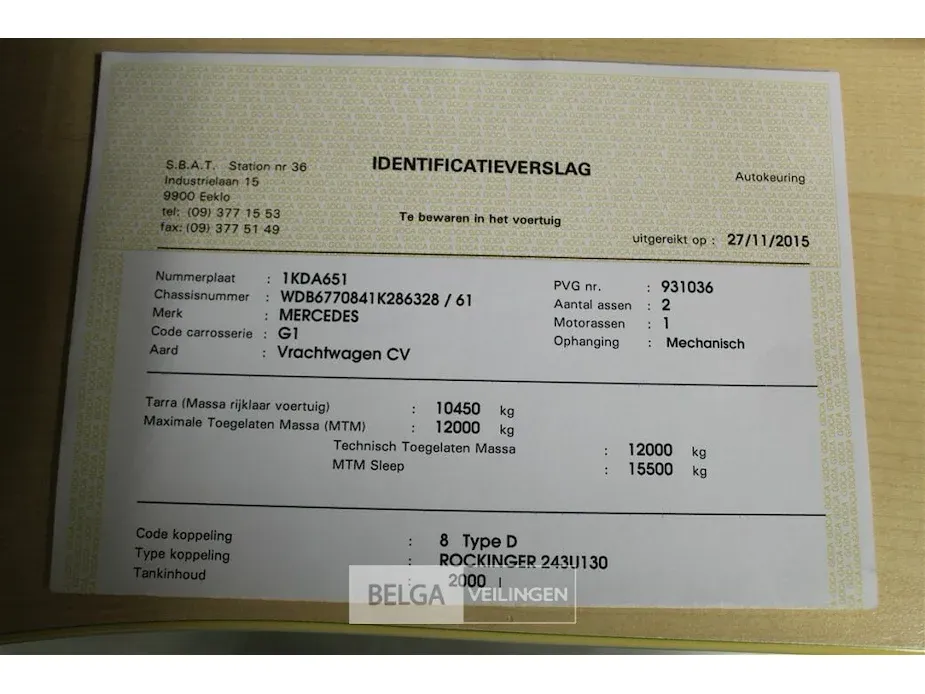 S.B.A.T. Station nr 36
Industrielaan 15
9900 Eeklo
tel: (09) 377 15 53
fax: (09) 377 51 49
IDENTIFICATIEVERSLAG
Te bewaren in het voertuig
Autokeuring
uitgereikt op : 27/11/2015
Nummerplaat : 1KDA651
Chassisnummer : WDB6770841K286328 / 61
Merk : MERCEDES
Code carrosserie : G1
Aard : Vrachtwagen CV
PVG nr. : 931036
Aantal assen : 2
Motorassen : 1
Ophanging : Mechanisch
Tarra (Massa rijklaar voertuig) : 10450 kg
Maximale Toegelaten Massa (MTM) : 12000 kg
Technisch Toegelaten Massa : 12000 kg
MTM Sleep : 15500 kg
Code koppeling : 8 Type D
Type koppeling : ROCKINGER 243U130
Tankinhoud : 2000 l
BELGA VEILINGEN